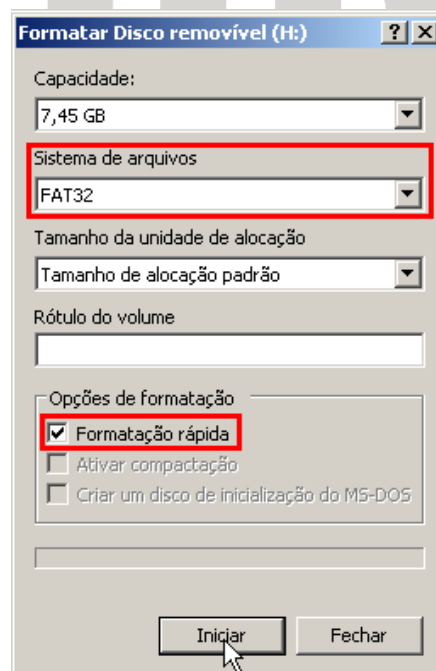 Formatar Disco removível (H:)
Capacidade:
7,45 GB
Sistema de arquivos
FAT32
Tamanho da unidade de alocação
Tamanho de alocação padrão
Rótulo do volume
Opções de formatação
Formatação rápida
Ativar compactação
Criar um disco de inicialização do MS-DOS
Iniciar Fechar